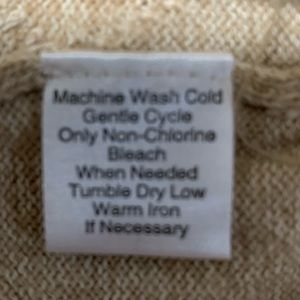 Machine Wash Cold
Gentle Cycle
Only Non-Chlorine
Bleach
When Needed
Tumble Dry Low
Warm Iron
If Necessary